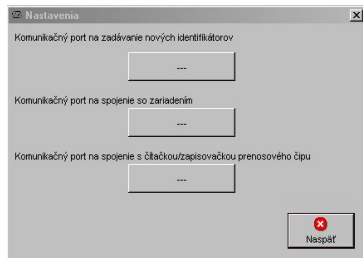 Nastavenia
Komunikačný port na zadávanie nových identifikátorov
---
Komunikačný port na spojenie so zariadením
---
Komunikačný port na spojenie s čítačkou/zapisovačkou prenosového čipu
---
Naspäť